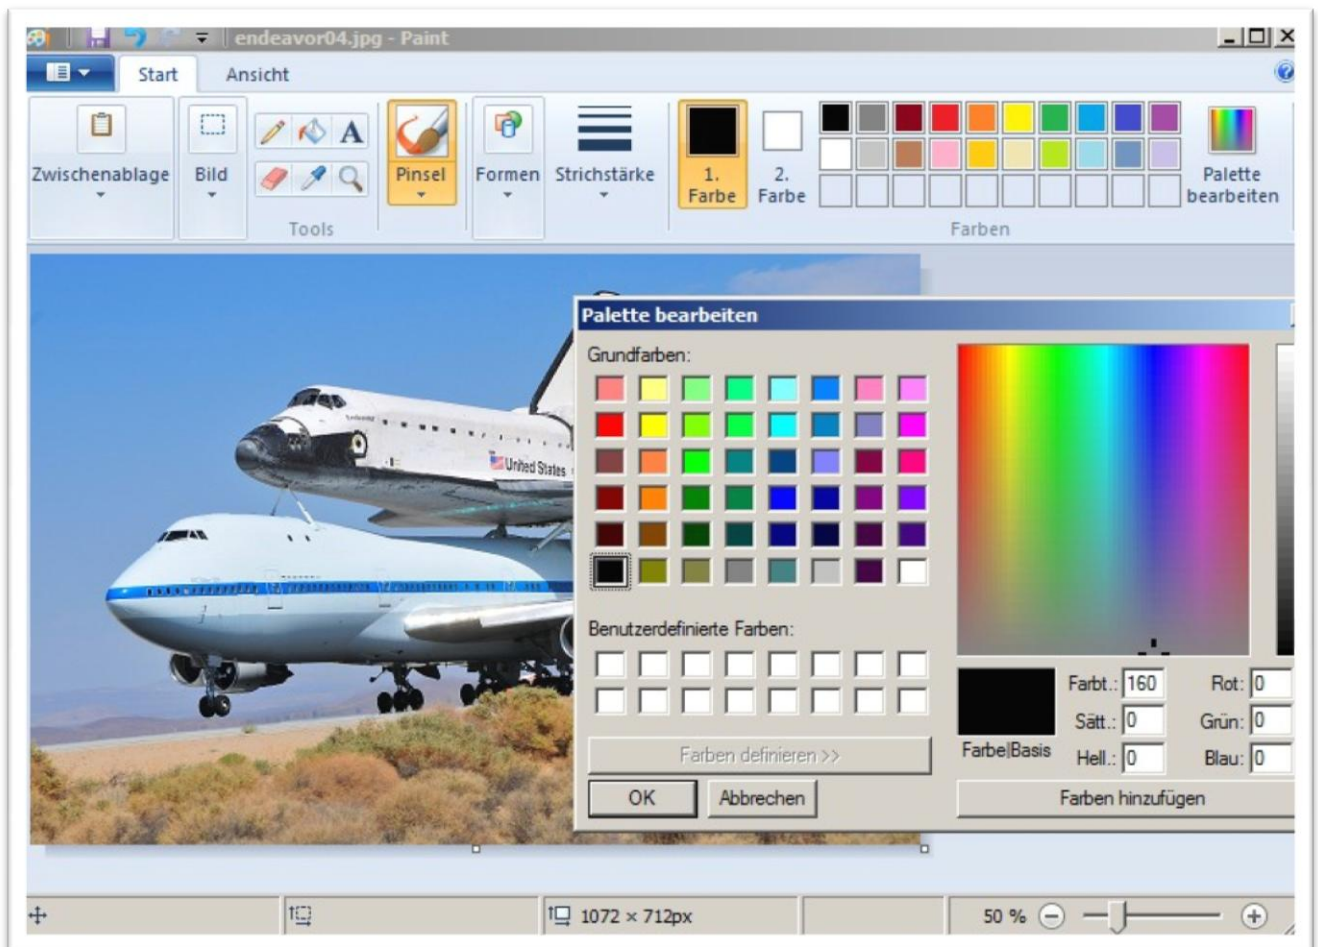 endeavor04.jpg - Paint
Start Ansicht
Zwischenablage
Bild
A
Tools
Pinsel
Formen
Strichstärke
1.
Farbe
2.
Farbe
Farben
Palette
bearbeiten
United States
Palette bearbeiten
Grundfarben:
Benutzerdefinierte Farben:
Farben definieren >>
OK Abbrechen
Farbe|Basis
Farbt.: 160 Rot: 0
Sätt.: 0 Grün: 0
Hell.: 0 Blau: 0
Farben hinzufügen
1072 × 712px
50 %